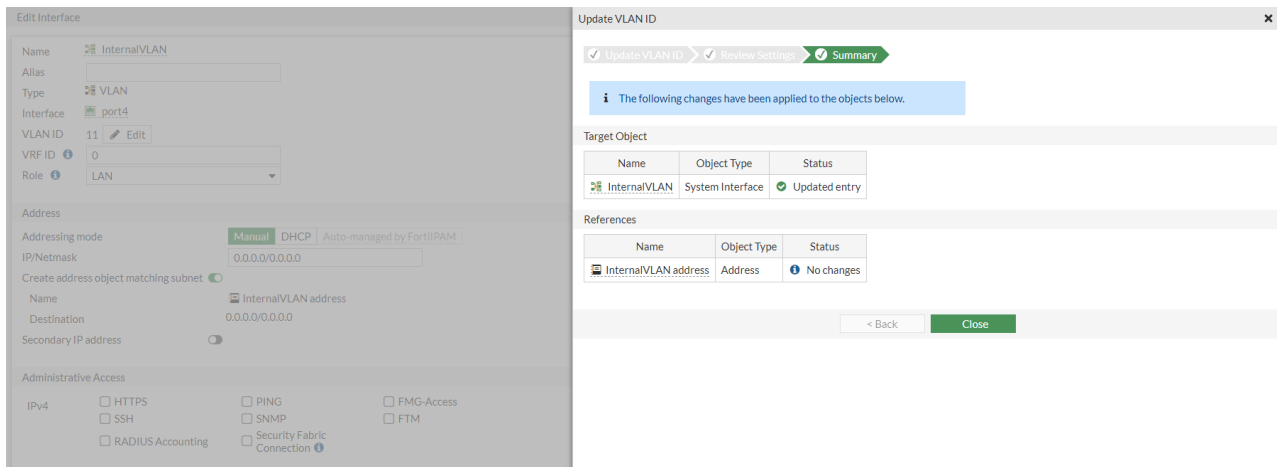 Edit Interface
Name InternalVLAN
Alias
Type VLAN
Interface port4
VLAN ID 11 Edit
VRF ID 0
Role LAN
Address
Addressing mode Manual DHCP Auto-managed by FortiIPAM
IP/Netmask 0.0.0.0/0.0.0.0
Create address object matching subnet
Name InternalVLAN address
Destination 0.0.0.0/0.0.0.0
Secondary IP address
Administrative Access
IPv4 HTTPS PING FMG-Access
SSH SNMP FTM
RADIUS Accounting Security Fabric
Connection
Update VLAN ID
Update VLAN ID Review Settings Summary
The following changes have been applied to the objects below.
Target Object
Name Object Type Status
InternalVLAN System Interface Updated entry
References
Name Object Type Status
InternalVLAN address Address No changes
< Back Close